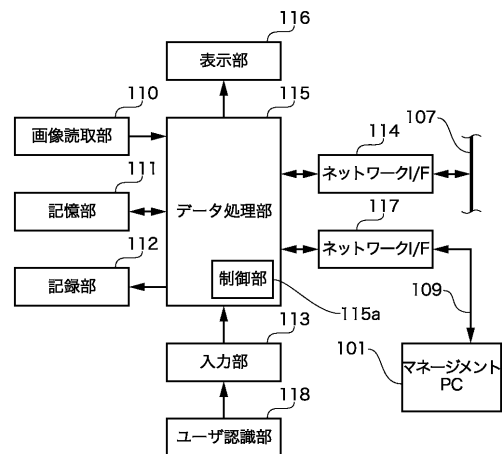 116
表示部
110
115
画像読取部
114
107
ネットワークI/F
111
記憶部
データ処理部
117
ネットワークI/F
112
記録部
制御部
109
115a
113
入力部
101
マネージメント
PC
118
ユーザ認識部